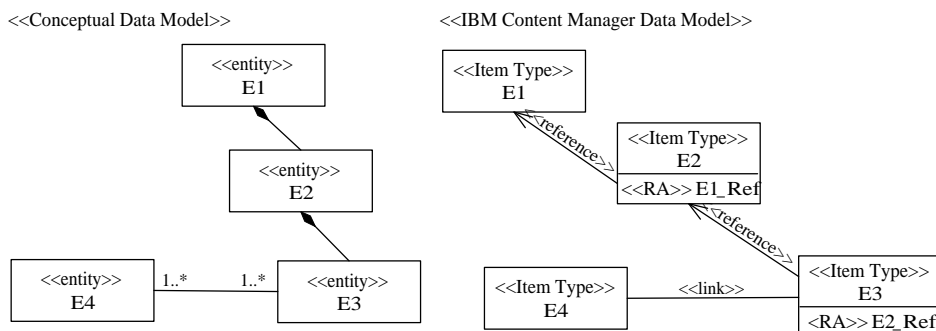 <<Conceptual Data Model>>
<<entity>>
E1
<<entity>>
E2
<<entity>>
E4
1..*
1..*
<<entity>>
E3
<<IBM Content Manager Data Model>>
<<Item Type>>
E1
<<reference>>
<<Item Type>>
E2
<<RA>> E1_Ref
<<reference>>
<<Item Type>>
E4
<<link>>
<<Item Type>>
E3
<RA>> E2_Ref